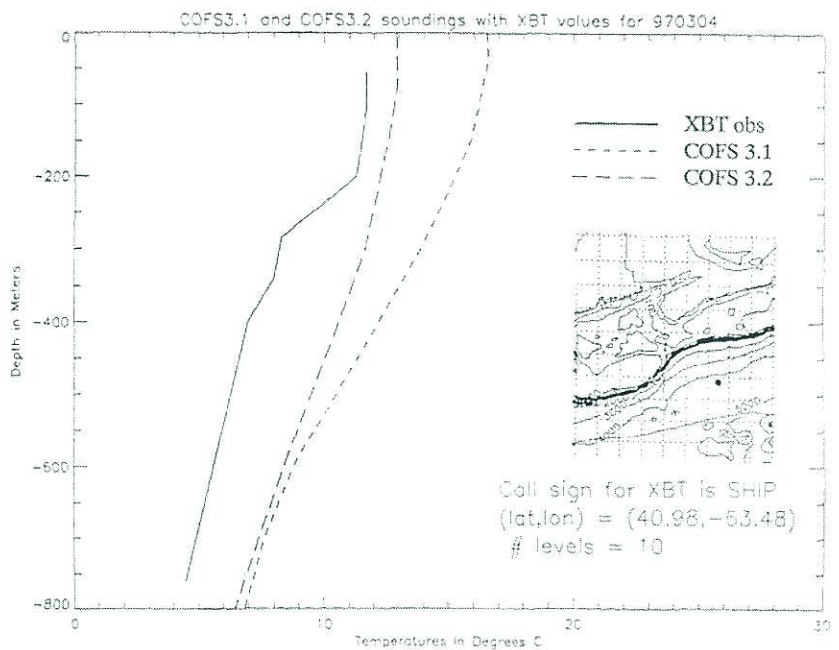 COFS3.1 and COFS3.2 soundings with XBT values for 970304
0
-200
-400
-600
-800
Depth in Meters
0
10
20
30
Temperatures in Degrees C
XBT obs
COFS 3.1
COFS 3.2
Call sign for XBT is SHIP
(lat,lon) = (40.98,-53.48)
# levels = 10